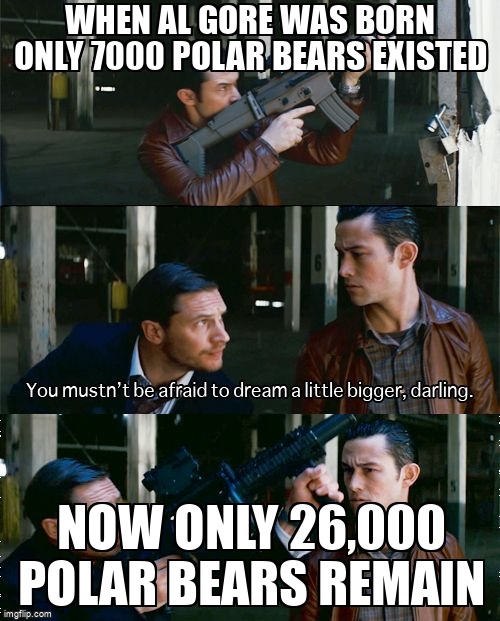 WHEN AL GORE WAS BORN
ONLY 7000 POLAR BEARS EXISTED
You mustn't be afraid to dream a little bigger, darling.
NOW ONLY 26,000
POLAR BEARS REMAIN
imgflip.com